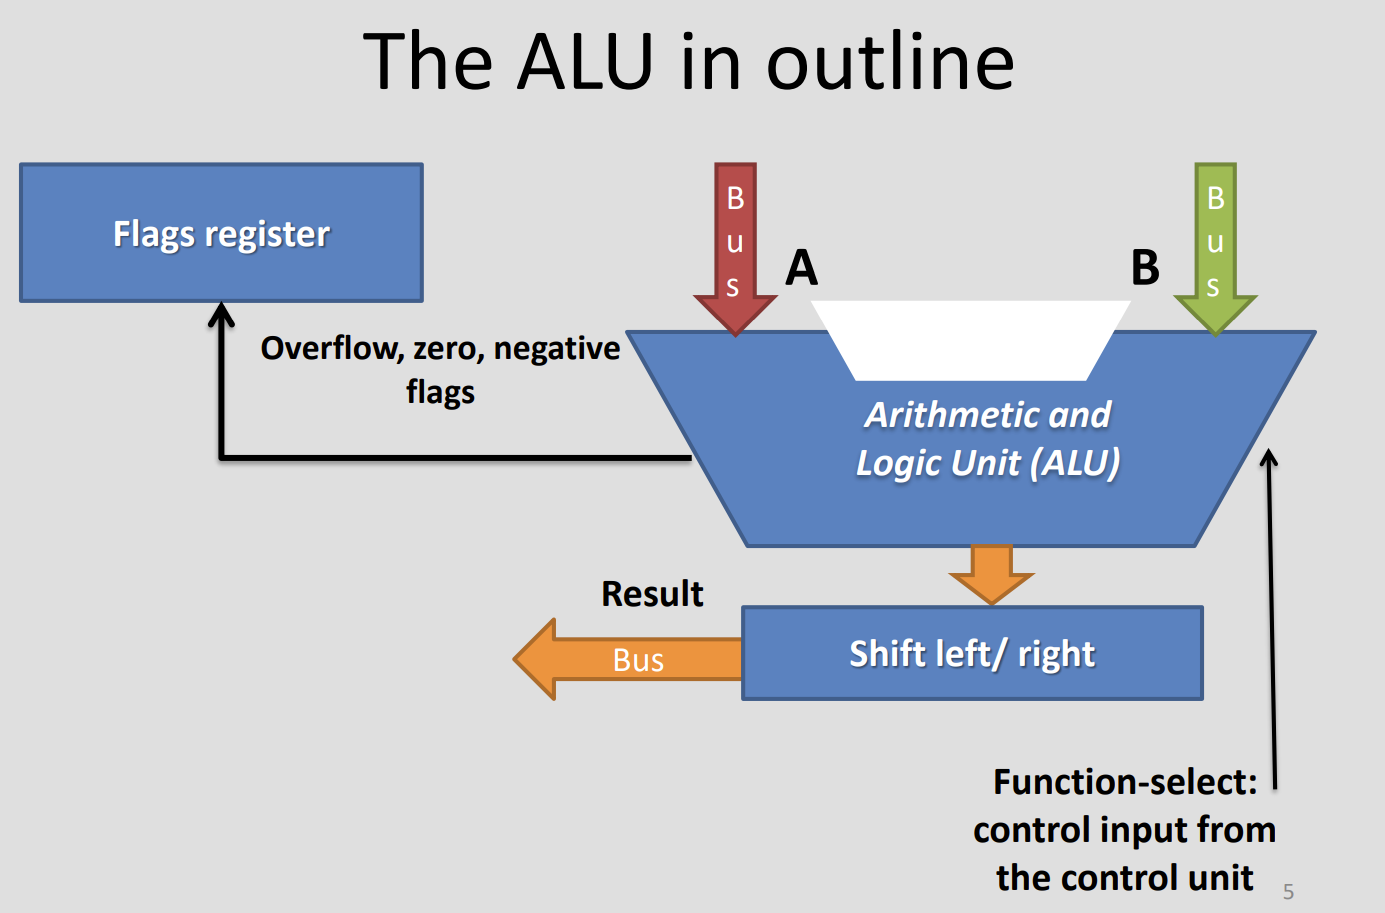 The ALU in outline
Flags register
B
u
s
A
B
B
u
s
Overflow, zero, negative
flags
Arithmetic and
Logic Unit (ALU)
Result
Bus
Shift left/ right
Function-select:
control input from
the control unit
5